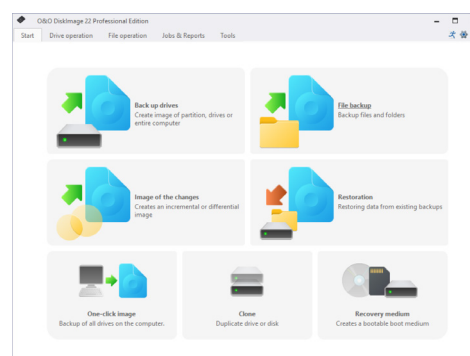 O&O DiskImage 22 Professional Edition
Start Drive operation File operation Jobs & Reports Tools
Back up drives
Create image of partition, drives or
entire computer
File backup
Backup files and folders
Image of the changes
Creates an incremental or differential
image
Restoration
Restoring data from existing backups
One-click image
Backup of all drives on the computer.
Clone
Duplicate drive or disk
Recovery medium
Creates a bootable boot medium